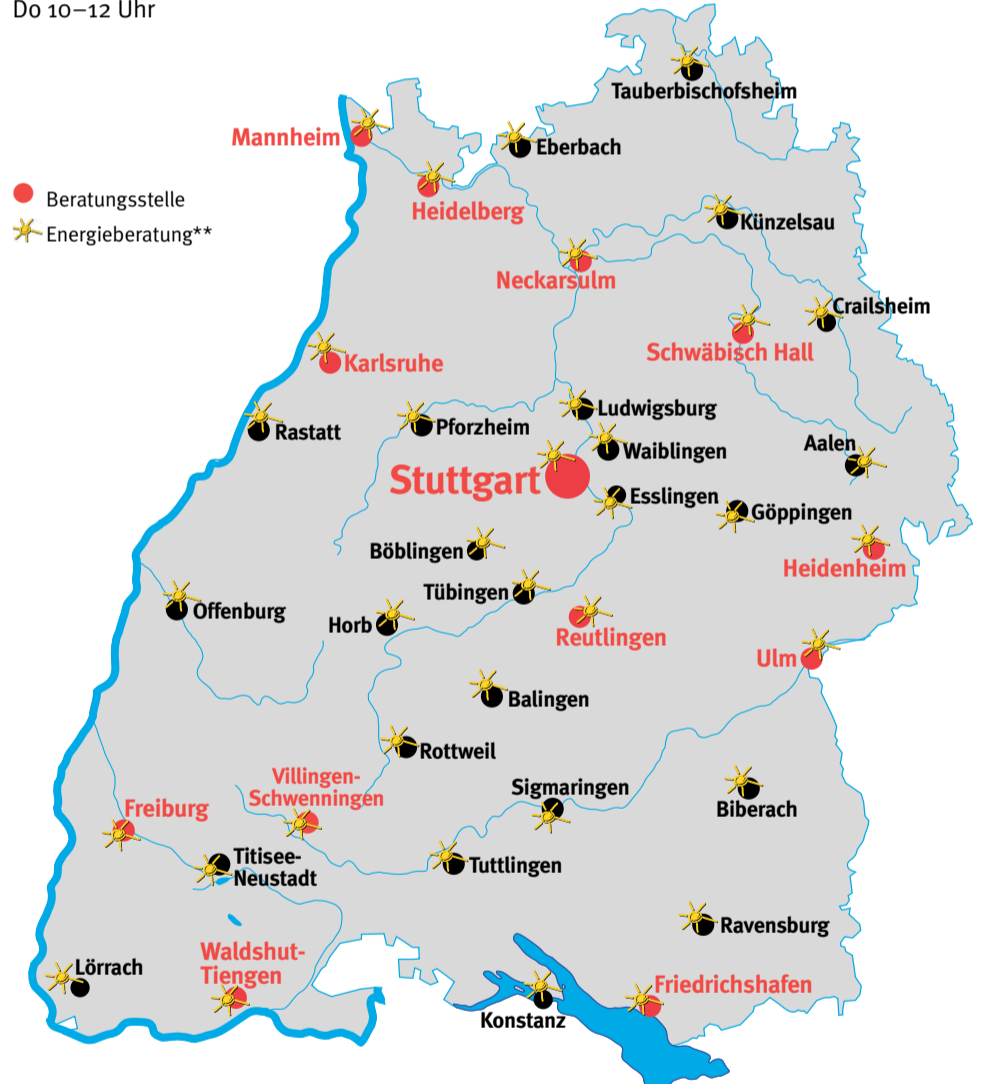 Do 10–12 Uhr
Tauberbischofsheim
Mannheim
Eberbach
Beratungsstelle
Heidelberg
Künzelsau
Energieberatung**
Neckarsulm
Crailsheim
Schwäbisch Hall
Karlsruhe
Ludwigsburg
Rastatt
Pforzheim
Waiblingen
Aalen
Stuttgart
Esslingen
Göppingen
Böblingen
Heidenheim
Tübingen
Offenburg
Horb
Reutlingen
Ulm
Balingen
Rottweil
Villingen-
Schwenningen
Sigmaringen
Biberach
Freiburg
Titisee-
Neustadt
Tuttlingen
Ravensburg
Waldshut-
Tiengen
Lörrach
Friedrichshafen
Konstanz